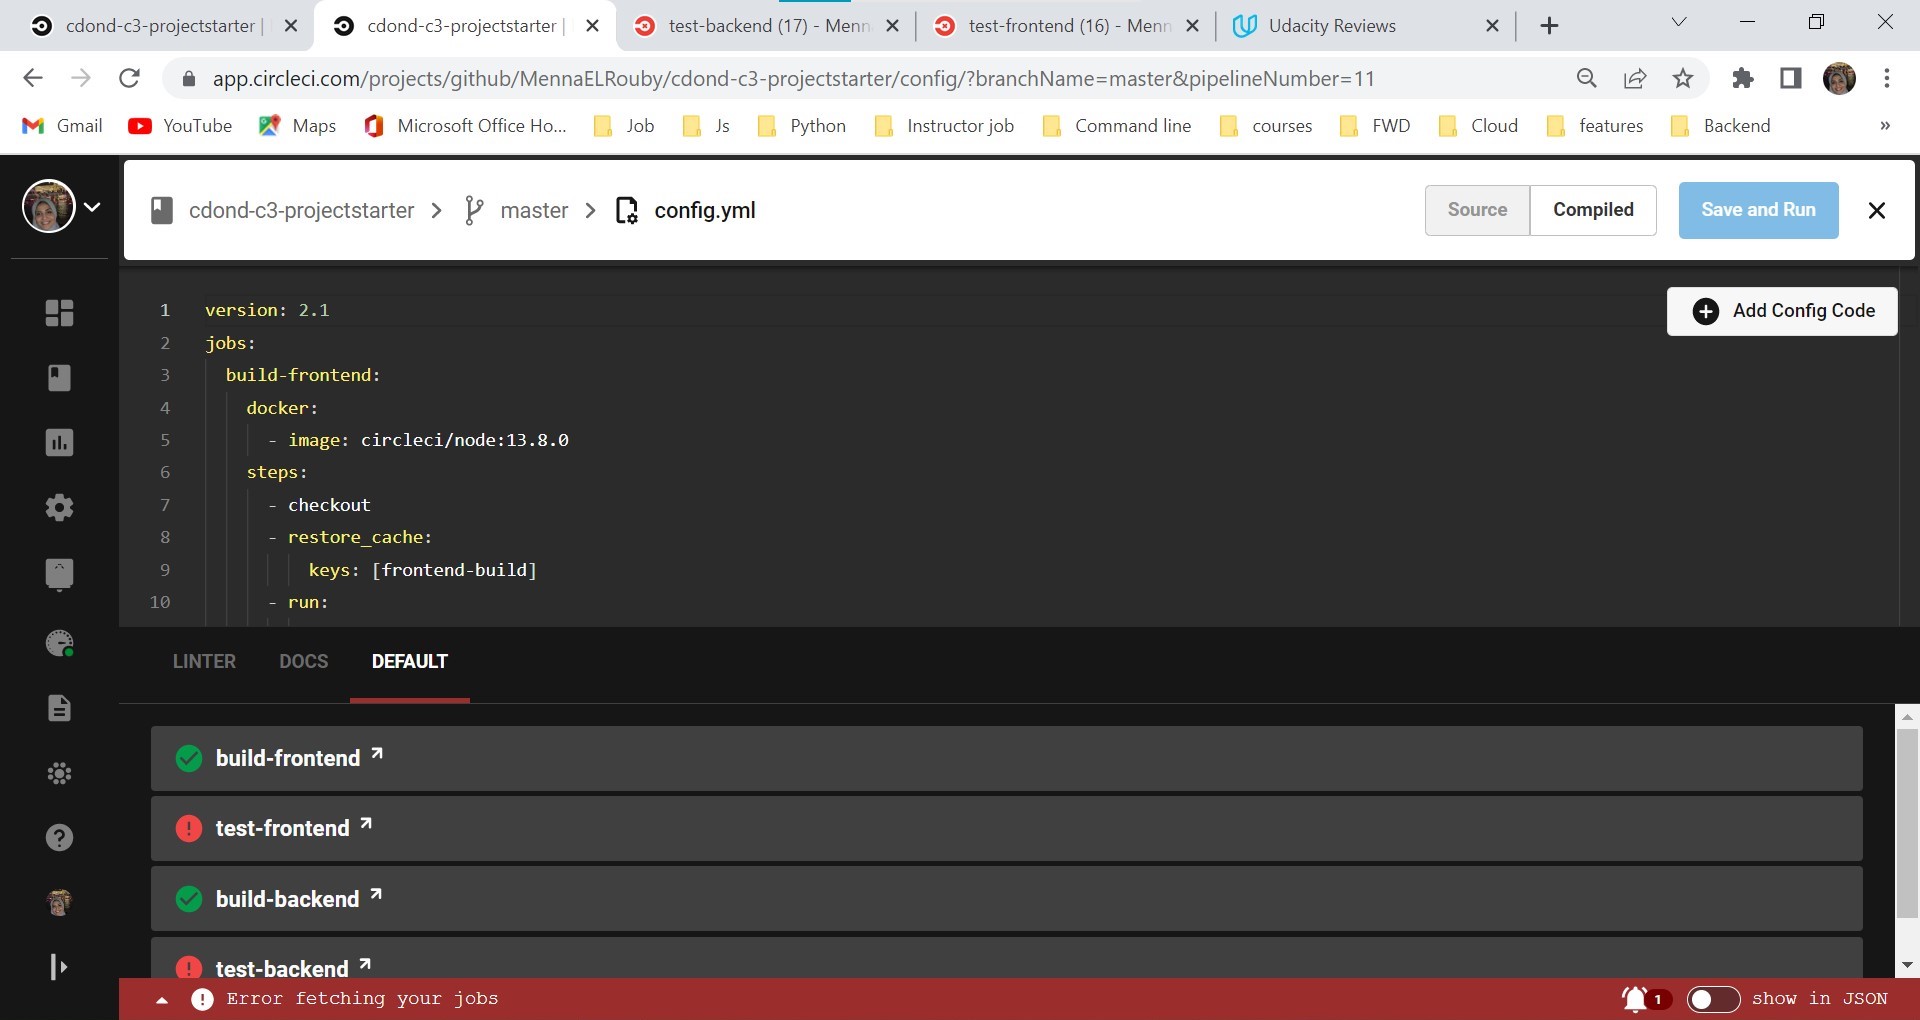 cdond-c3-projectstarter |
cdond-c3-projectstarter |
test-backend (17) - Menn
test-frontend (16) - Menn
Udacity Reviews
app.circleci.com/projects/github/MennaELRouby/cdond-c3-projectstarter/config/?branchName=master&pipelineNumber=11
Gmail YouTube Maps Microsoft Office Ho... Job Js Python Instructor job Command line courses FWD Cloud features Backend »
cdond-c3-projectstarter > master > config.yml
Source Compiled Save and Run
Add Config Code
1 version: 2.1
2 jobs:
3 build-frontend:
4 docker:
5 - image: circleci/node:13.8.0
6 steps:
7 - checkout
8 - restore_cache:
9 keys: [frontend-build]
10 - run:
LINTER DOCS DEFAULT
build-frontend
test-frontend
build-backend
test-backend
Error fetching your jobs
1 show in JSON